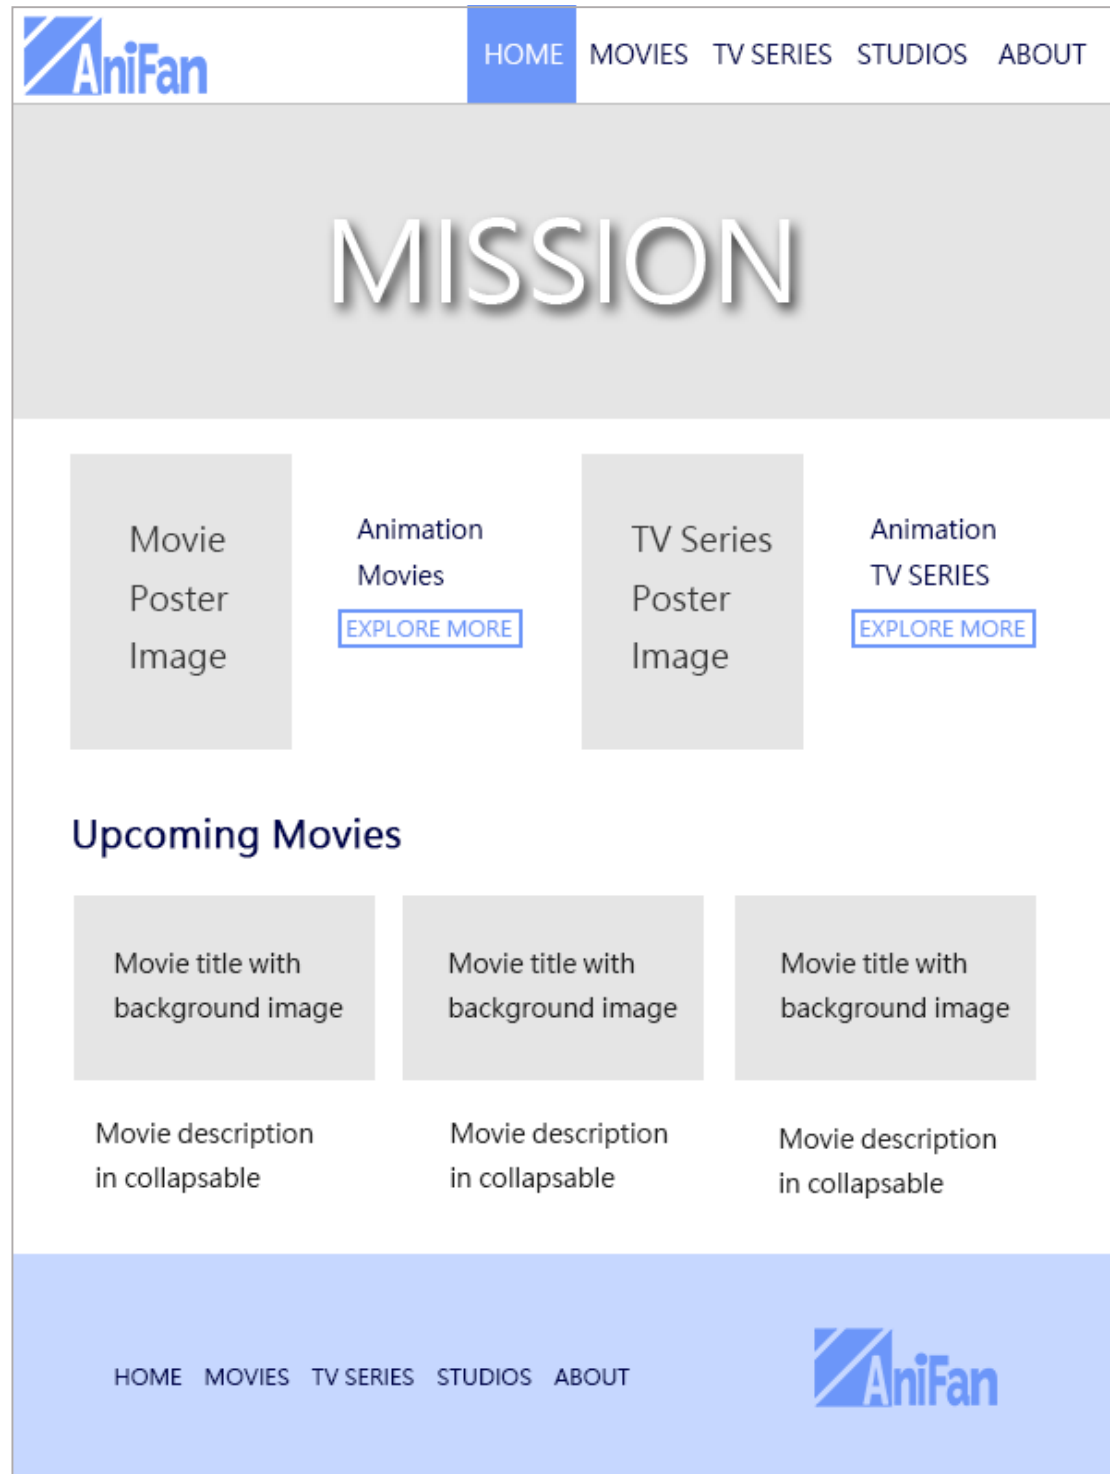 AniFan
HOME MOVIES TV SERIES STUDIOS ABOUT
MISSION
Movie
Poster
Image
Animation
Movies
EXPLORE MORE
TV Series
Poster
Image
Animation
TV SERIES
EXPLORE MORE
Upcoming Movies
Movie title with
background image
Movie title with
background image
Movie title with
background image
Movie description
in collapsable
Movie description
in collapsable
Movie description
in collapsable
HOME MOVIES TV SERIES STUDIOS ABOUT
AniFan